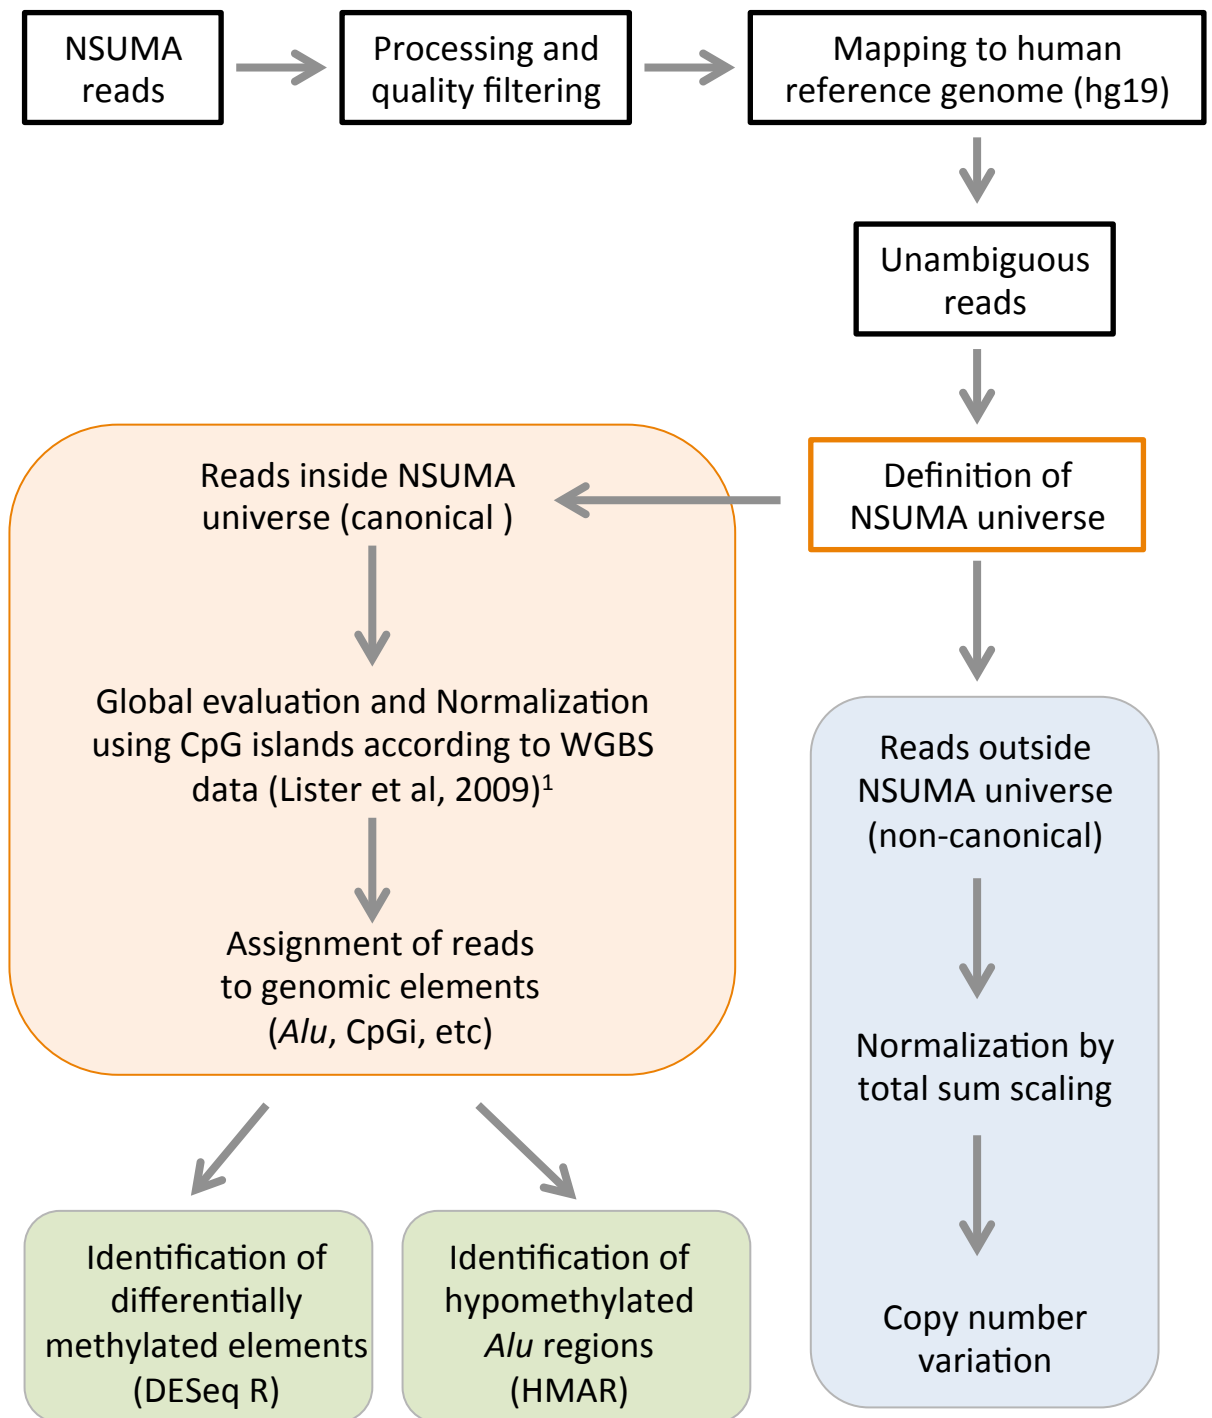 NSUMA
reads
Processing and
quality filtering
Mapping to human
reference genome (hg19)
Unambiguous
reads
Definition of
NSUMA universe
Reads inside NSUMA
universe (canonical )
Global evaluation and Normalization
using CpG islands according to WGBS
data (Lister et al, 2009)¹
Assignment of reads
to genomic elements
(Alu, CpGi, etc)
Reads outside
NSUMA universe
(non-canonical)
Normalization by
total sum scaling
Copy number
variation
Identification of
differentially
methylated elements
(DESeq R)
Identification of
hypomethylated
Alu regions
(HMAR)